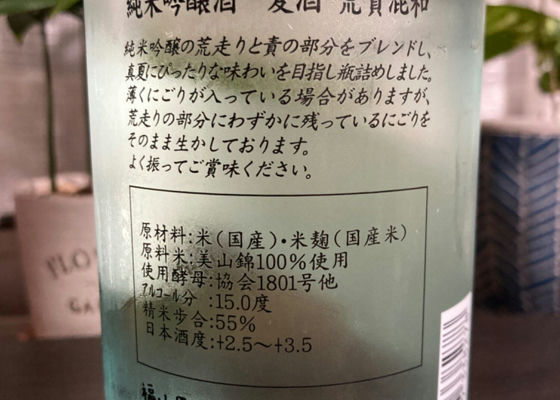 純米吟醸酒 夏酒 荒責混和
純米吟醸の荒走りと責の部分をブレンドし、
真夏にぴったりな味わいを目指し瓶詰めしました。
薄くにごりが入っている場合がありますが、
荒走りの部分にわずかに残っているにごりを
そのまま生かしております。
よく振ってご賞味ください。
原材料:米(国産)・米麹(国産米)
原料米:美山錦100%使用
使用酵母:協会1801号他
アルコール分:15.0度
精米歩合:55%
日本酒度:+2.5～+3.5